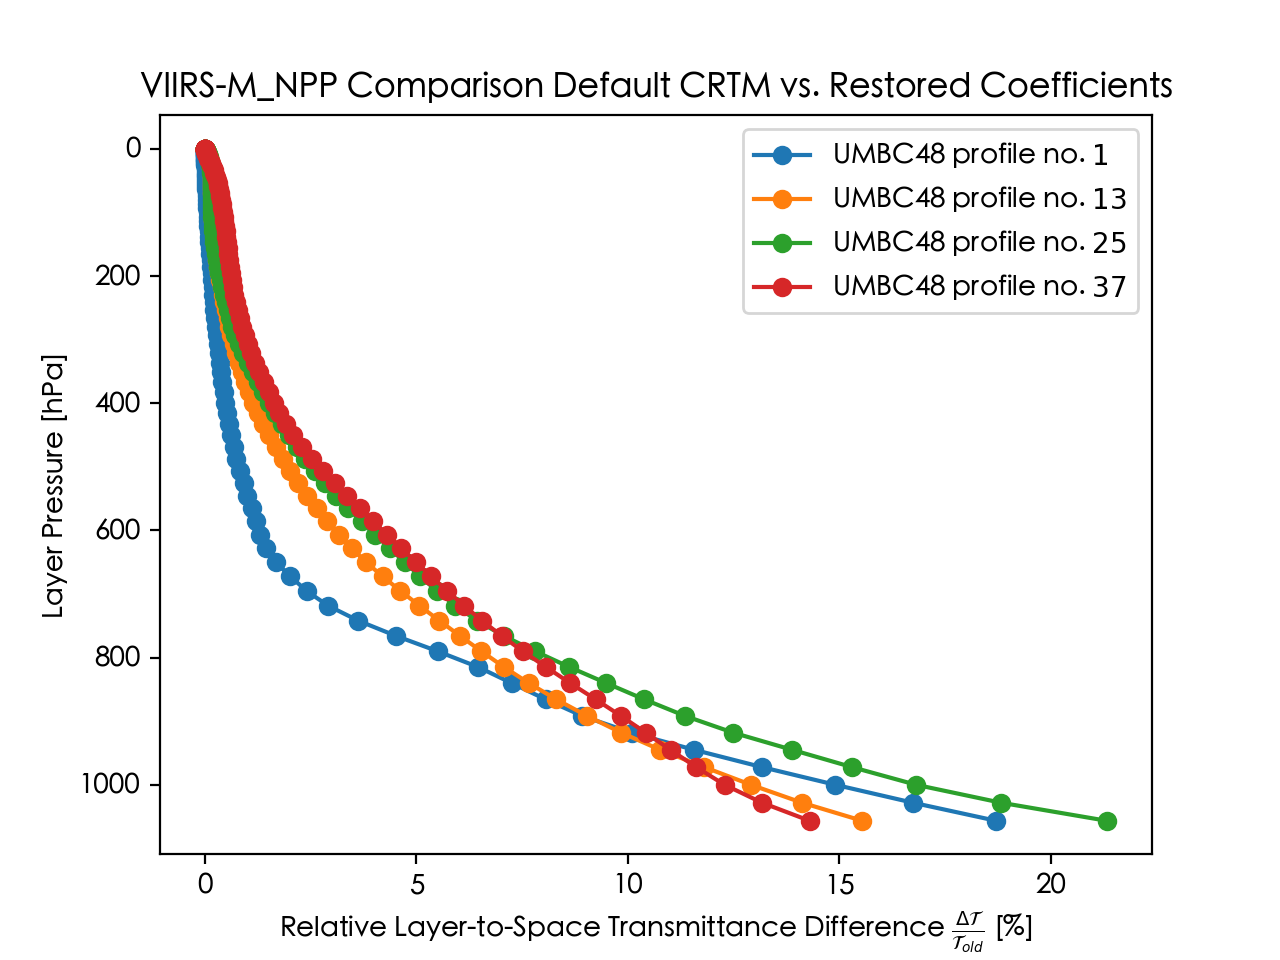 VIIRS-M_NPP Comparison Default CRTM vs. Restored Coefficients
UMBC48 profile no. 1
UMBC48 profile no. 13
UMBC48 profile no. 25
UMBC48 profile no. 37
Layer Pressure [hPa]
0
200
400
600
800
1000
0 5 10 15 20
Relative Layer-to-Space Transmittance Difference Δ𝒯/𝒯old [%]